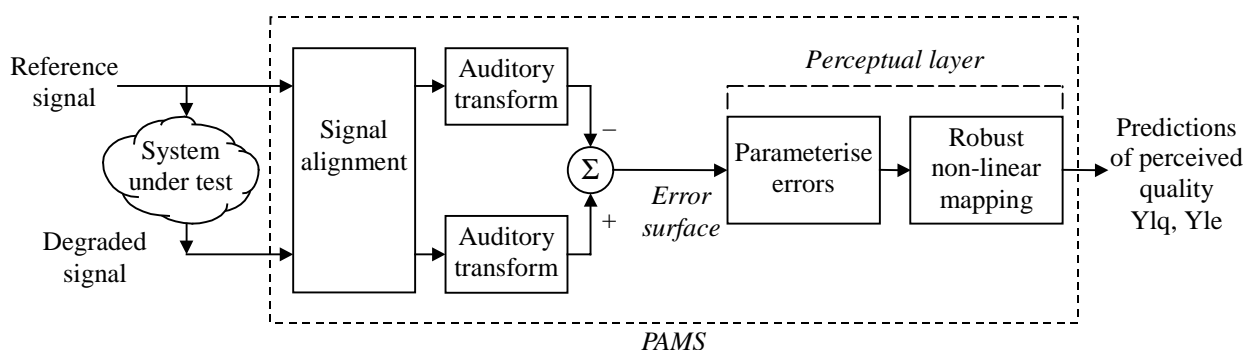 Reference
signal
System
under test
Degraded
signal
Signal
alignment
Auditory
transform
Auditory
transform
−
Σ
+
Error
surface
Perceptual layer
Parameterise
errors
Robust
non-linear
mapping
Predictions
of perceived
quality
Ylq, Yle
PAMS